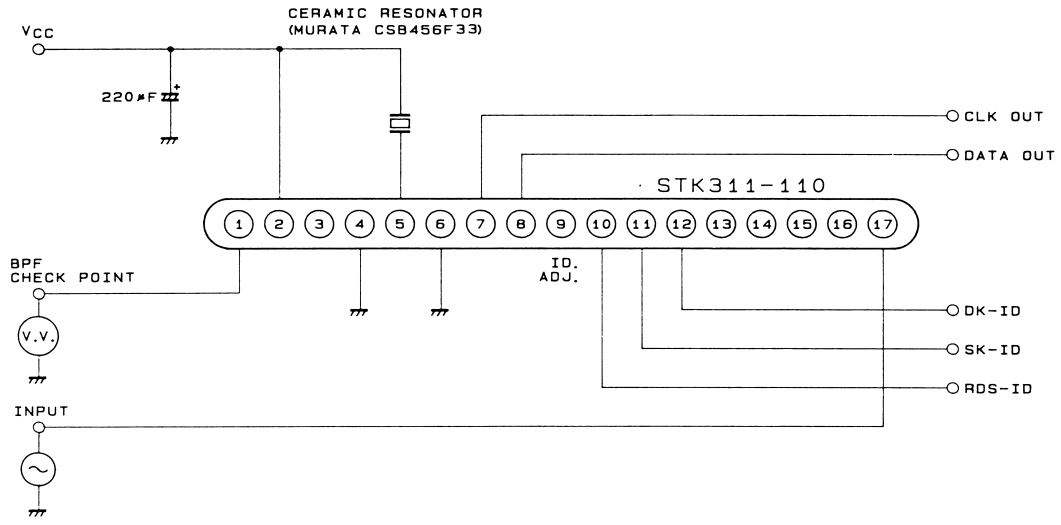 CERAMIC RESONATOR
(MURATA CSB456F33)
VCC
220µF
+
CLK OUT
DATA OUT
STK311-110
1 2 3 4 5 6 7 8 9 10 11 12 13 14 15 16 17
BPF
CHECK POINT
ID.
ADJ.
V.V.
DK-ID
SK-ID
RDS-ID
INPUT